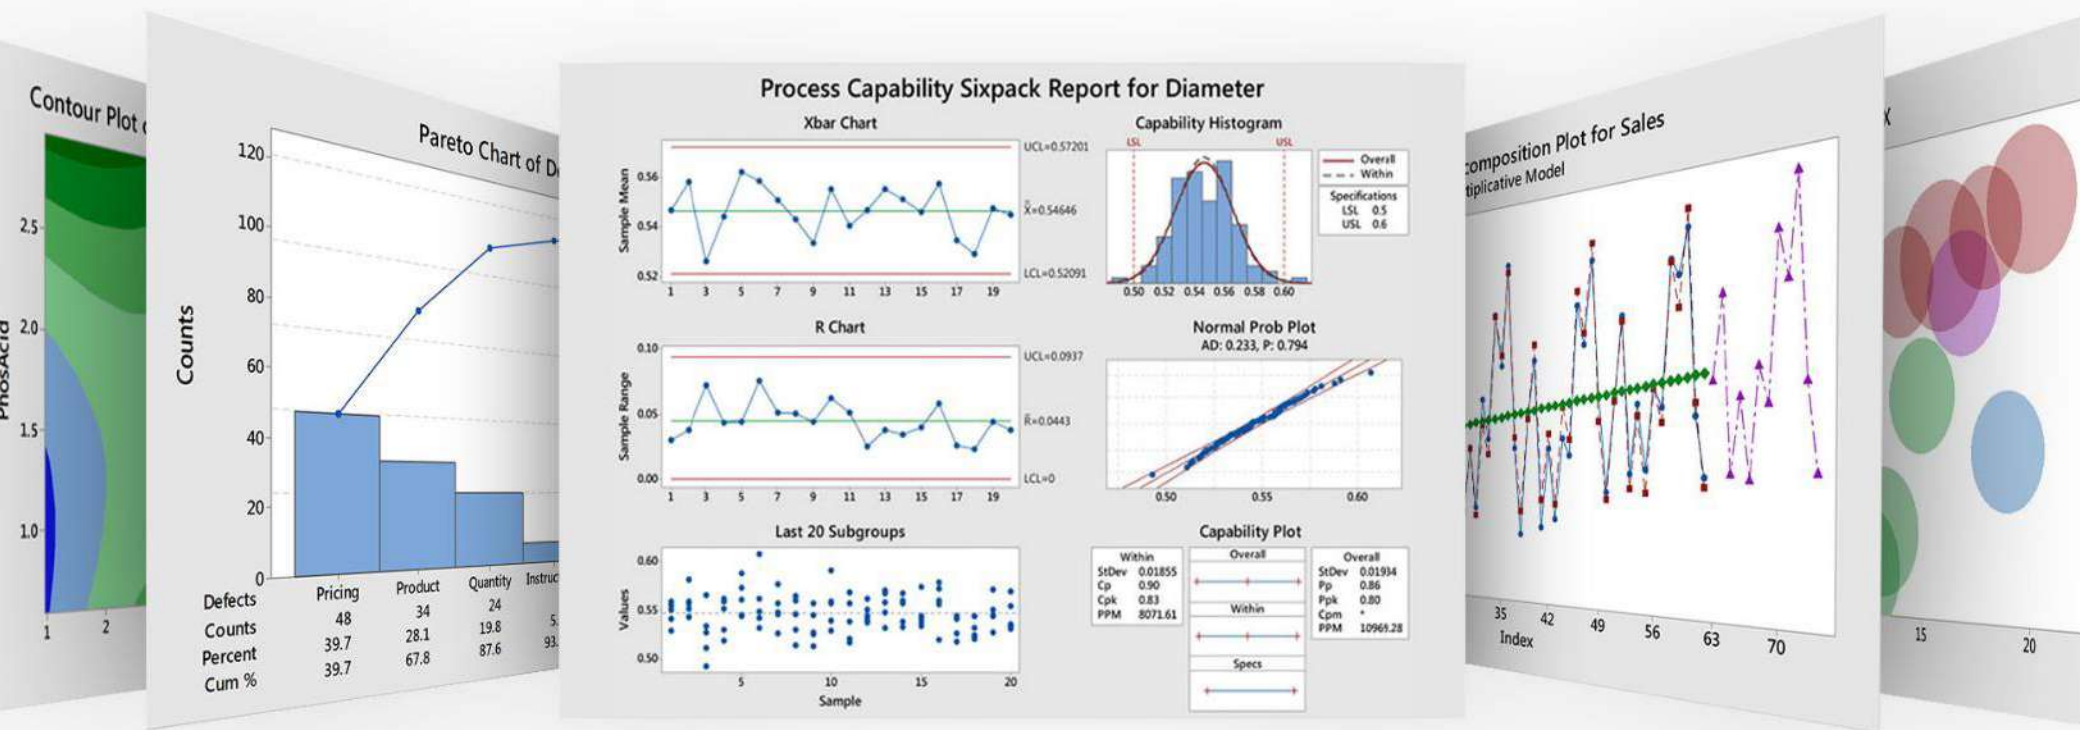 Contour Plot
2.5
2.0
1.5
1.0
1
2
Pareto Chart of
Counts
120
100
80
60
40
20
0
Defects Pricing Product Quantity
Counts 48 34 24
Percent 39.7 28.1 19.8
Cum % 39.7 67.8 87.6
Process Capability Sixpack Report for Diameter
Xbar Chart
Sample Mean
0.56
0.54
0.52
UCL=0.57201
X=0.54646
LCL=0.52091
1 3 5 7 9 11 13 15 17 19
Capability Histogram
LSL USL
0.50 0.52 0.54 0.56 0.58 0.60
Overall
Within
Specifications
LSL 0.5
USL 0.6
R Chart
Sample Range
0.10
0.05
0.00
UCL=0.0937
R=0.0443
LCL=0
1 3 5 7 9 11 13 15 17 19
Normal Prob Plot
AD: 0.233, P: 0.794
0.50 0.55 0.60
Last 20 Subgroups
Values
0.60
0.55
0.50
5 10 15 20
Sample
Capability Plot
Within
StDev 0.01855
Cp 0.90
Cpk 0.83
PPM 8071.61
Overall
Within
Specs
Overall
StDev 0.01934
Pp 0.86
Ppk 0.80
Cpm *
PPM 10965.28
composition Plot for Sales
tiplicative Model
35 42 49 56 63 70
Index
X
15 20